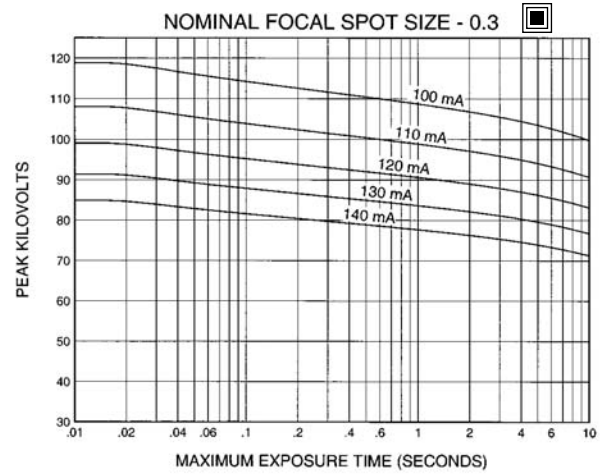 NOMINAL FOCAL SPOT SIZE - 0.3
PEAK KILOVOLTS
120
110
100
90
80
70
60
50
40
30
100 mA
110 mA
120 mA
130 mA
140 mA
.01
.02
.04
.06
.1
.2
.4
.6
1
2
4
6
10
MAXIMUM EXPOSURE TIME (SECONDS)